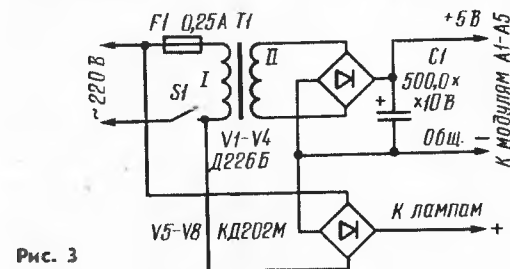 F1 0,25А T1
+5 В
~220 В
I
II
C1
500,0×
×10 В
+
S1
V1-V4
Д226Б
Общ. −
К модулям А1-А5
V5-V8 КД202М
К лампам
+
Рис. 3